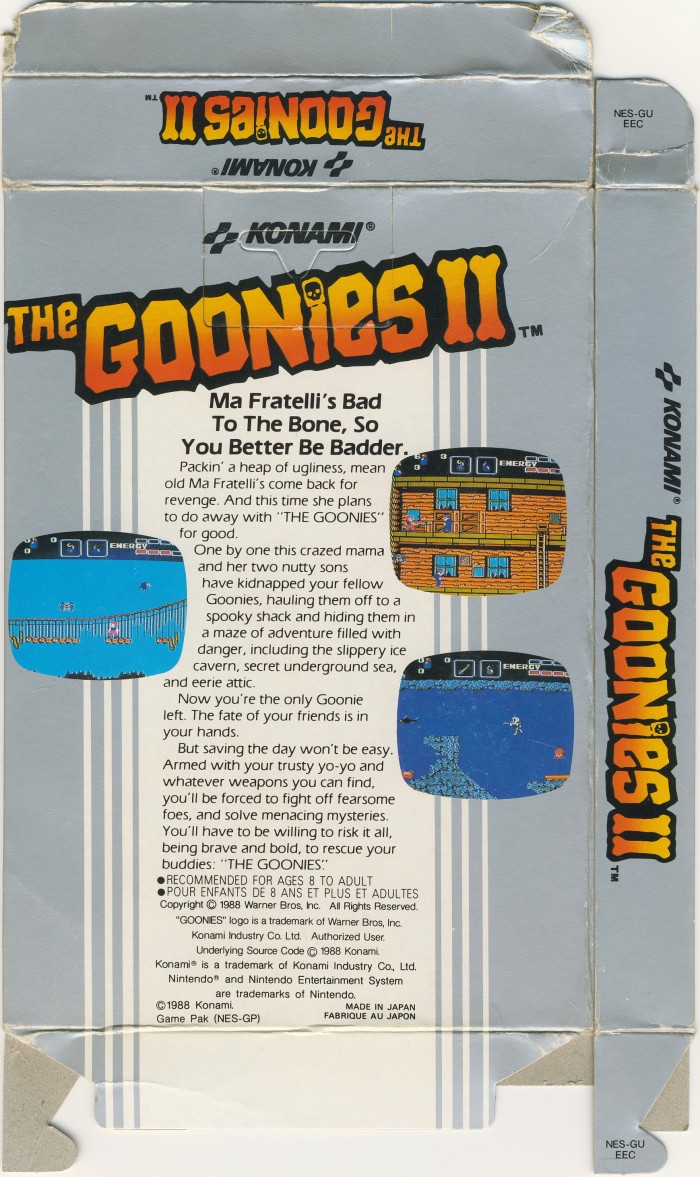 THE GOONIES II™
KONAMI®
NES-GU
EEC
KONAMI®
THE GOONIES II™
Ma Fratelli's Bad
To The Bone, So
You Better Be Badder.
Packin' a heap of ugliness, mean
old Ma Fratelli's come back for
revenge. And this time she plans
to do away with "THE GOONIES"
for good.
One by one this crazed mama
and her two nutty sons
have kidnapped your fellow
Goonies, hauling them off to a
spooky shack and hiding them in
a maze of adventure filled with
danger, including the slippery ice
cavern, secret underground sea,
and eerie attic.
Now you're the only Goonie
left. The fate of your friends is in
your hands.
But saving the day won't be easy.
Armed with your trusty yo-yo and
whatever weapons you can find,
you'll be forced to fight off fearsome
foes, and solve menacing mysteries.
You'll have to be willing to risk it all,
being brave and bold, to rescue your
buddies: "THE GOONIES."
●RECOMMENDED FOR AGES 8 TO ADULT
●POUR ENFANTS DE 8 ANS ET PLUS ET ADULTES
Copyright © 1988 Warner Bros, Inc. All Rights Reserved.
"GOONIES" logo is a trademark of Warner Bros, Inc.
Konami Industry Co. Ltd. Authorized User.
Underlying Source Code © 1988 Konami.
Konami® is a trademark of Konami Industry Co., Ltd.
Nintendo® and Nintendo Entertainment System
are trademarks of Nintendo.
©1988 Konami.
Game Pak (NES-GP)
MADE IN JAPAN
FABRIQUE AU JAPON
ENERGY
ENERGY
ENERGY
KONAMI®
THE GOONIES II™
NES-GU
EEC